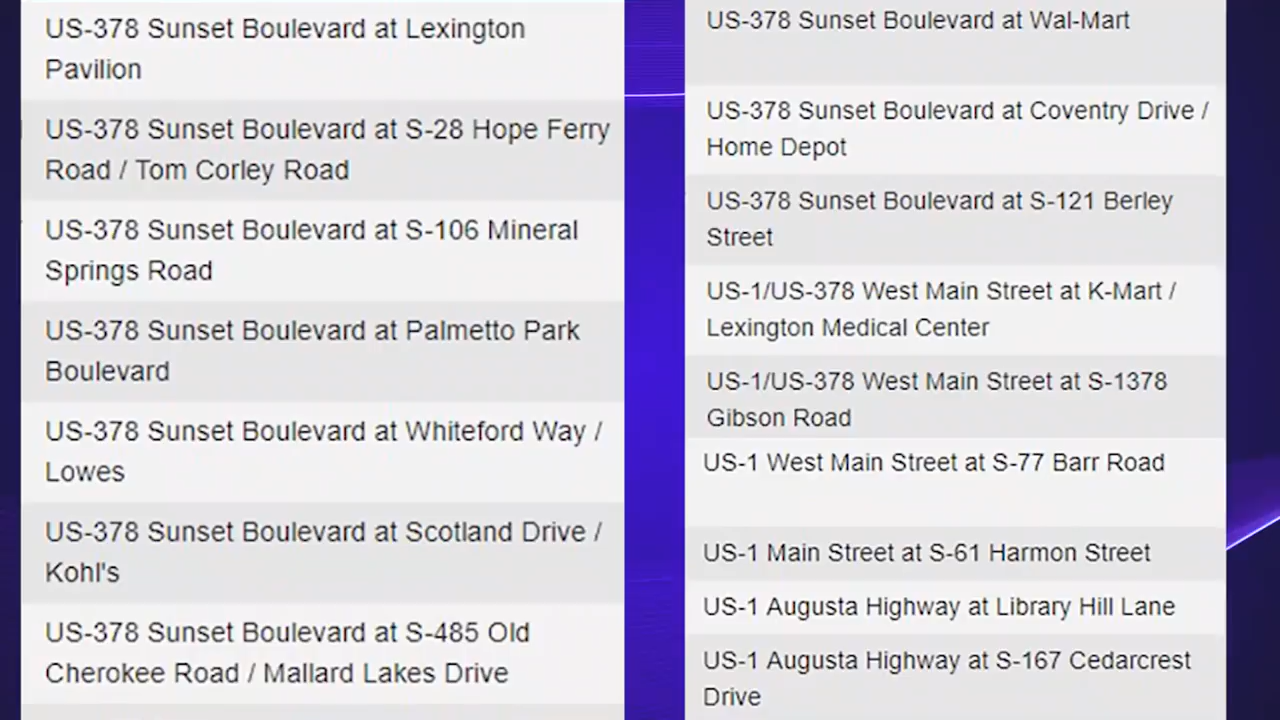 US-378 Sunset Boulevard at Lexington
Pavilion
US-378 Sunset Boulevard at S-28 Hope Ferry
Road / Tom Corley Road
US-378 Sunset Boulevard at S-106 Mineral
Springs Road
US-378 Sunset Boulevard at Palmetto Park
Boulevard
US-378 Sunset Boulevard at Whiteford Way /
Lowes
US-378 Sunset Boulevard at Scotland Drive /
Kohl's
US-378 Sunset Boulevard at S-485 Old
Cherokee Road / Mallard Lakes Drive
US-378 Sunset Boulevard at Wal-Mart
US-378 Sunset Boulevard at Coventry Drive /
Home Depot
US-378 Sunset Boulevard at S-121 Berley
Street
US-1/US-378 West Main Street at K-Mart /
Lexington Medical Center
US-1/US-378 West Main Street at S-1378
Gibson Road
US-1 West Main Street at S-77 Barr Road
US-1 Main Street at S-61 Harmon Street
US-1 Augusta Highway at Library Hill Lane
US-1 Augusta Highway at S-167 Cedarcrest
Drive